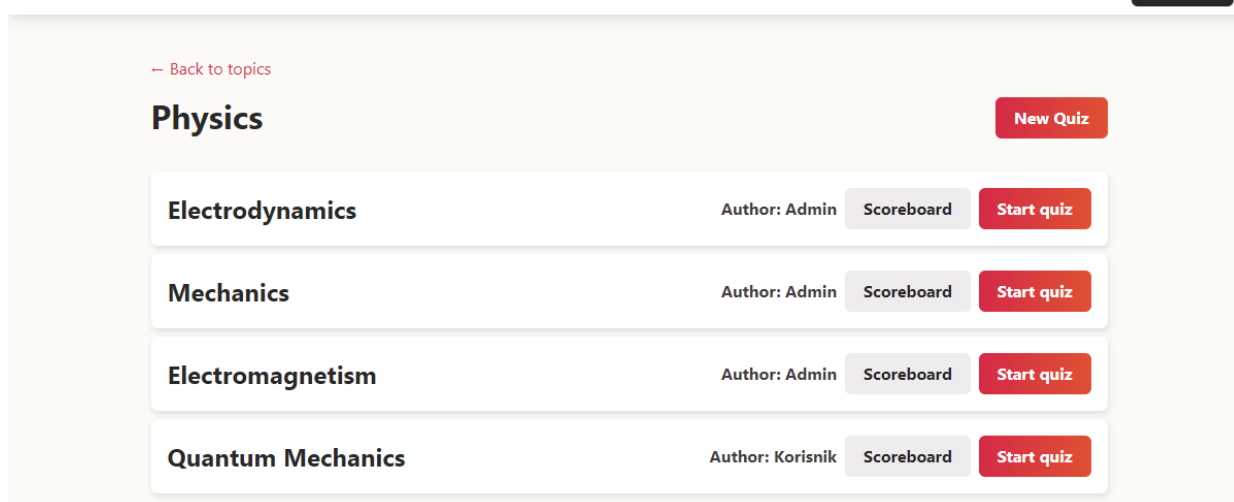 ← Back to topics
Physics New Quiz
Electrodynamics Author: Admin Scoreboard Start quiz
Mechanics Author: Admin Scoreboard Start quiz
Electromagnetism Author: Admin Scoreboard Start quiz
Quantum Mechanics Author: Korisnik Scoreboard Start quiz